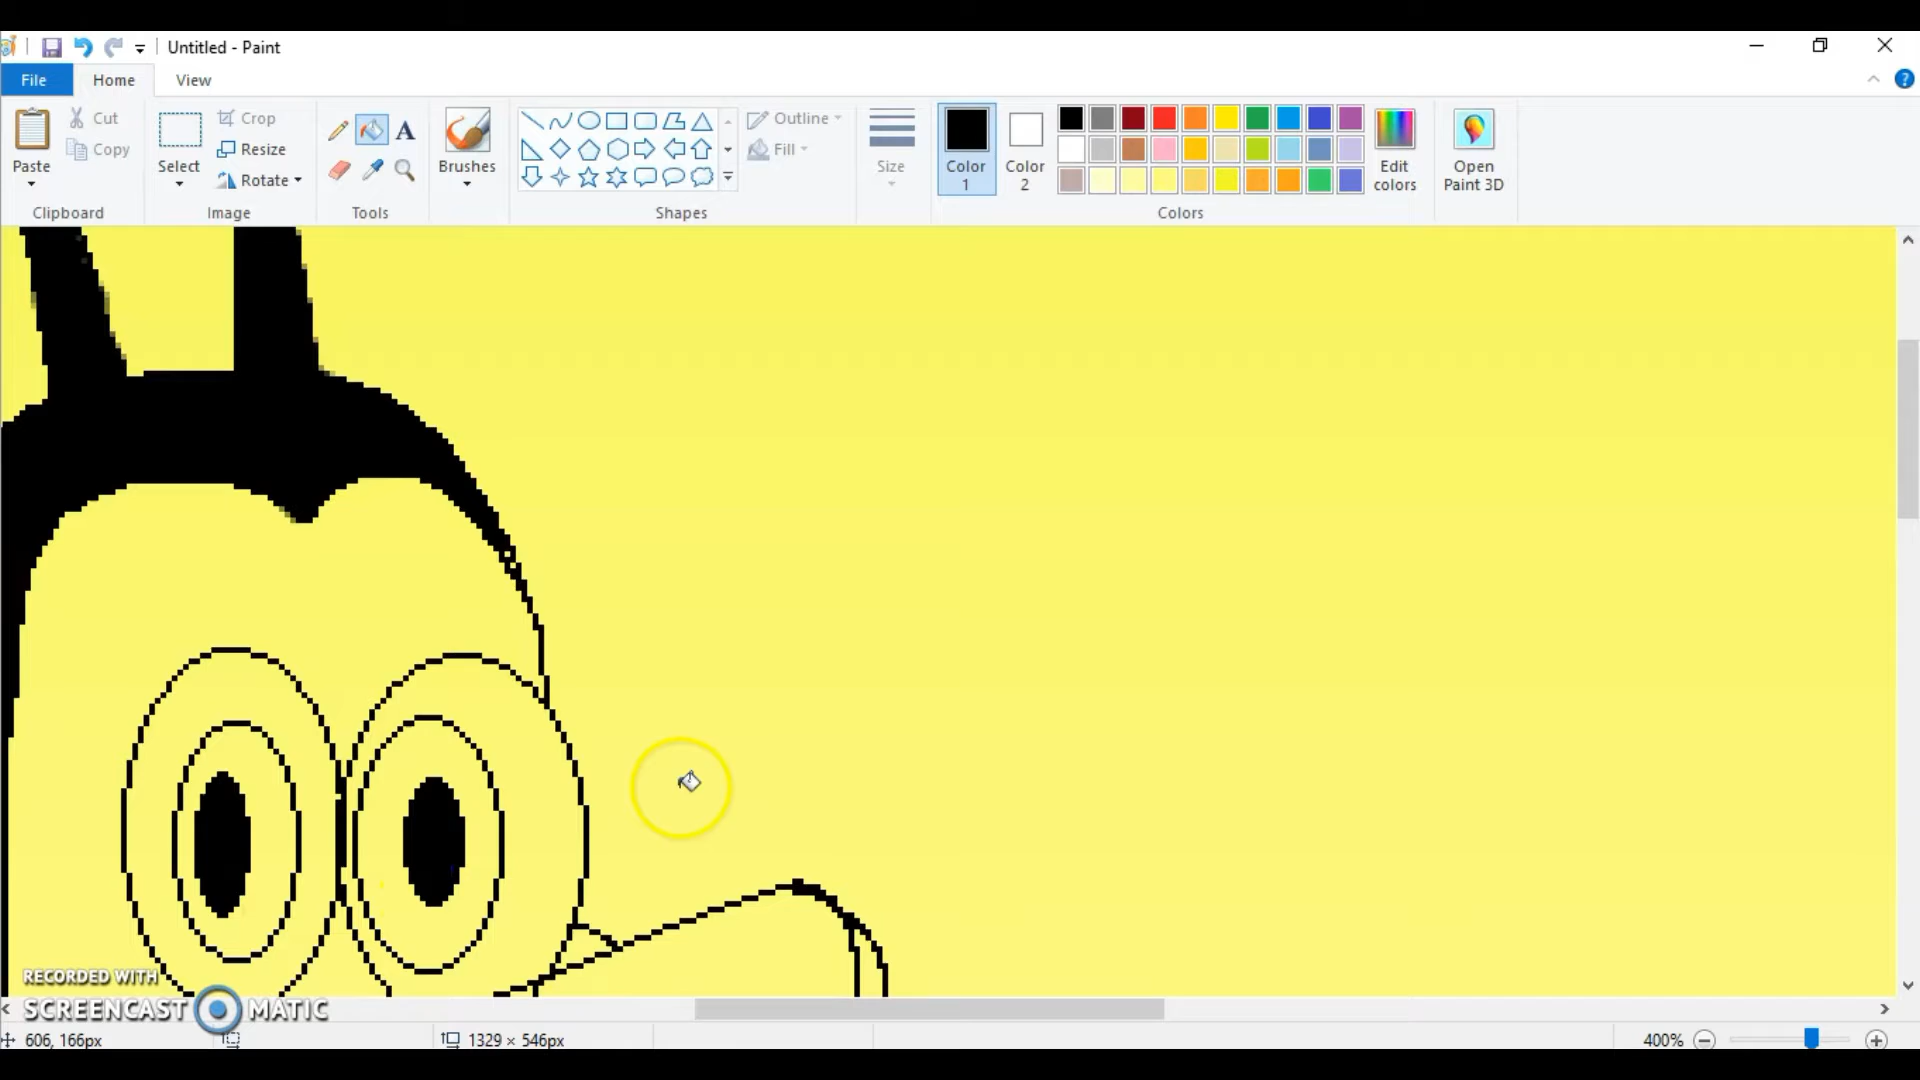 Untitled - Paint
File Home View
Paste
Cut
Copy
Clipboard
Select
Crop
Resize
Rotate
Image
A
Tools
Brushes
Shapes
Outline
Fill
Size
Color 1
Color 2
Colors
Edit colors
Open Paint 3D
RECORDED WITH
SCREENCAST MATIC
606, 166px
1329 × 546px
400%